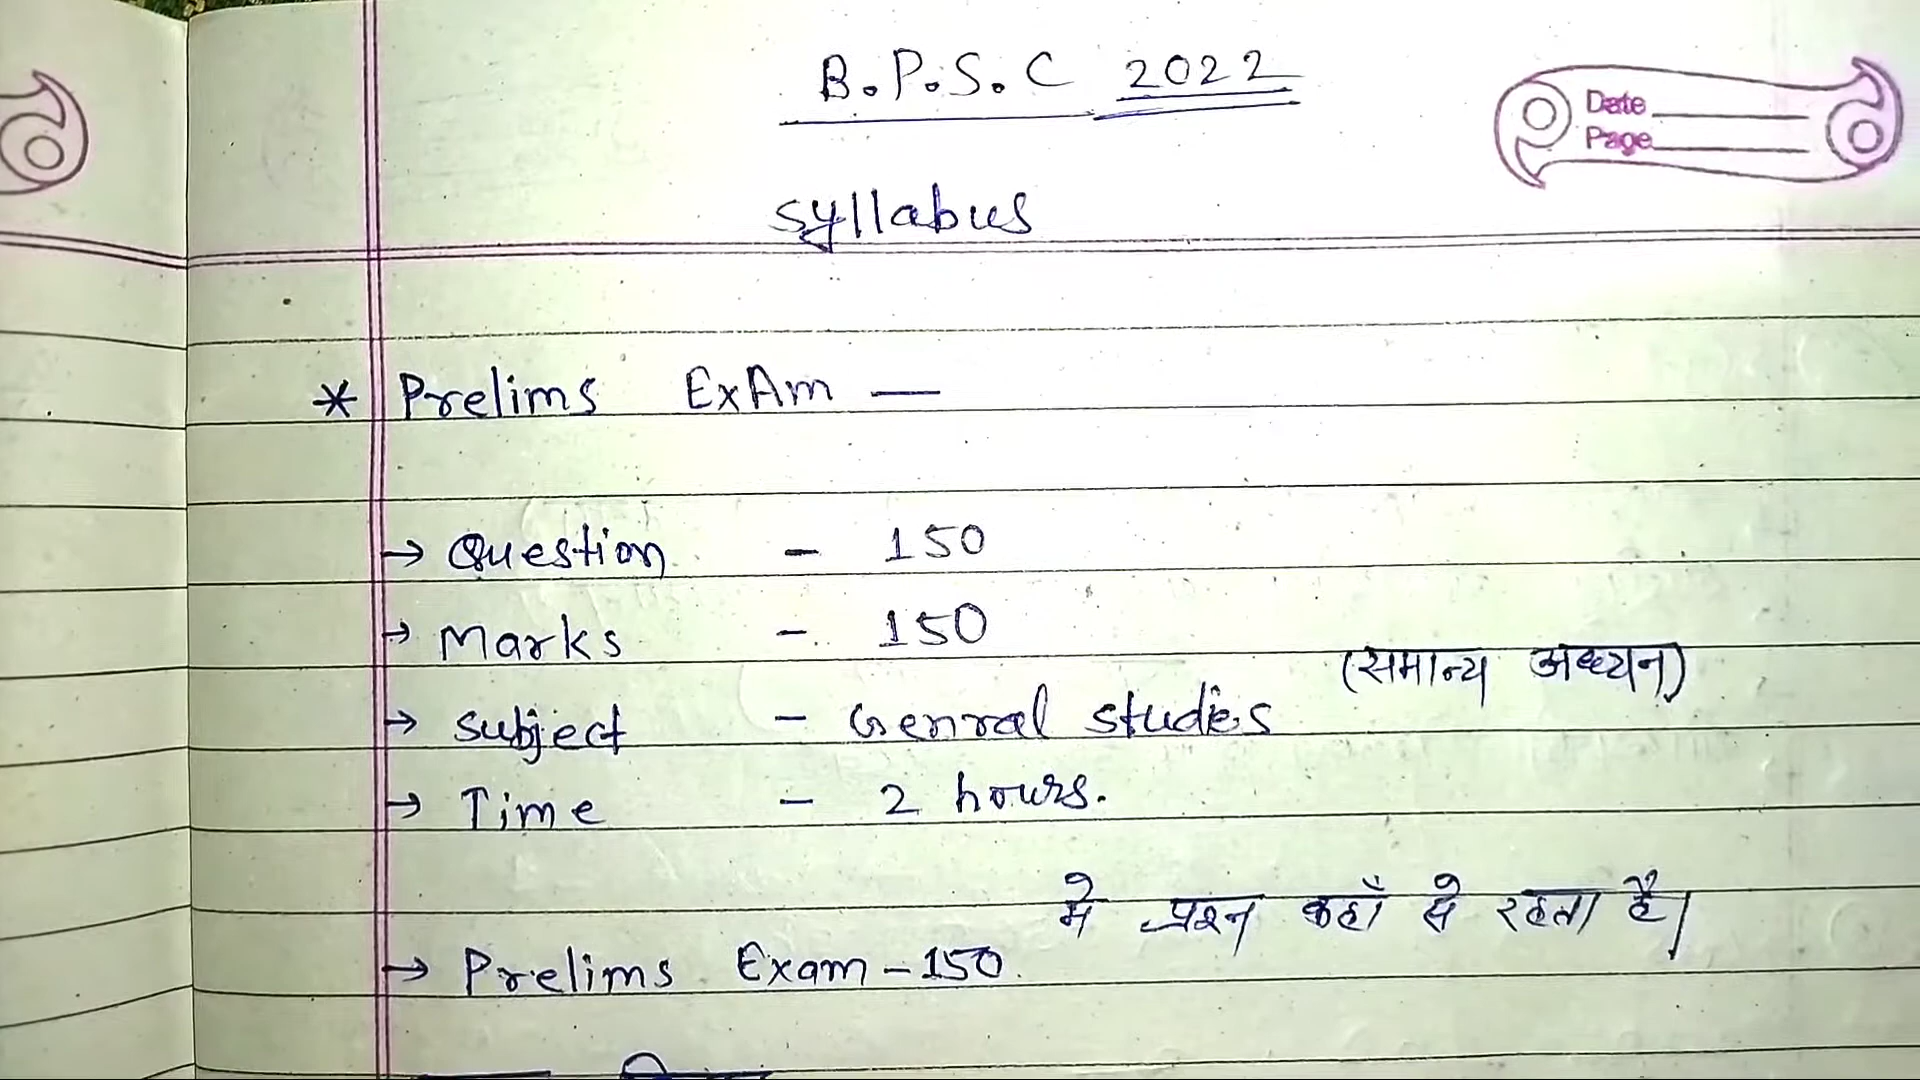 B.P.S.C 2022
Date
Page
syllabus
* Prelims ExAm —
→ Question - 150
→ Marks - 150
(समान्य अध्यन)
→ subject - Genral studies
→ Time - 2 hours.
मे प्रश्न कहाँ से रहता है।
→ Prelims Exam - 150